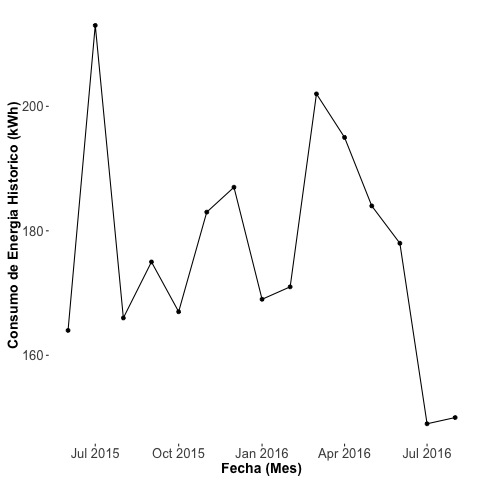 Consumo de Energia Historico (kWh)
200
180
160
Jul 2015 Oct 2015 Jan 2016 Apr 2016 Jul 2016
Fecha (Mes)